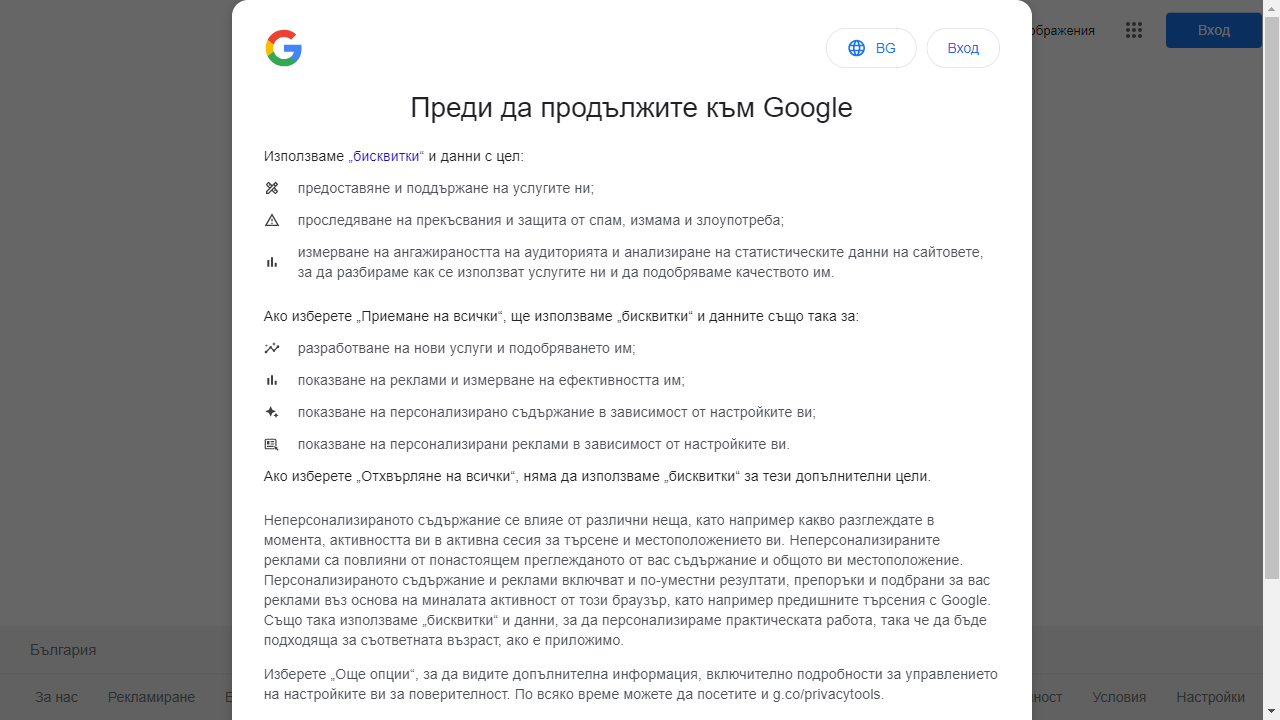 BG
Вход
Вход
Преди да продължите към Google
Използваме „бисквитки“ и данни с цел:
предоставяне и поддържане на услугите ни;
проследяване на прекъсвания и защита от спам, измама и злоупотреба;
измерване на ангажираността на аудиторията и анализиране на статистическите данни на сайтовете,
за да разбираме как се използват услугите ни и да подобряваме качеството им.
Ако изберете „Приемане на всички“, ще използваме „бисквитки“ и данните също така за:
разработване на нови услуги и подобряването им;
показване на реклами и измерване на ефективността им;
показване на персонализирано съдържание в зависимост от настройките ви;
показване на персонализирани реклами в зависимост от настройките ви.
Ако изберете „Отхвърляне на всички“, няма да използваме „бисквитки“ за тези допълнителни цели.
Неперсонализираното съдържание се влияе от различни неща, като например какво разглеждате в
момента, активността ви в активна сесия за търсене и местоположението ви. Неперсонализираните
реклами са повлияни от понастоящем преглежданото от вас съдържание и общото ви местоположение.
Персонализираното съдържание и реклами включват и по-уместни резултати, препоръки и подбрани за вас
реклами въз основа на миналата активност от този браузър, като например предишните търсения с Google.
Също така използваме „бисквитки“ и данни, за да персонализираме практическата работа, така че да бъде
подходяща за съответната възраст, ако е приложимо.
Изберете „Още опции“, за да видите допълнителна информация, включително подробности за управлението
на настройките ви за поверителност. По всяко време можете да посетите и g.co/privacytools.
България
За нас Рекламиране Условия Настройки